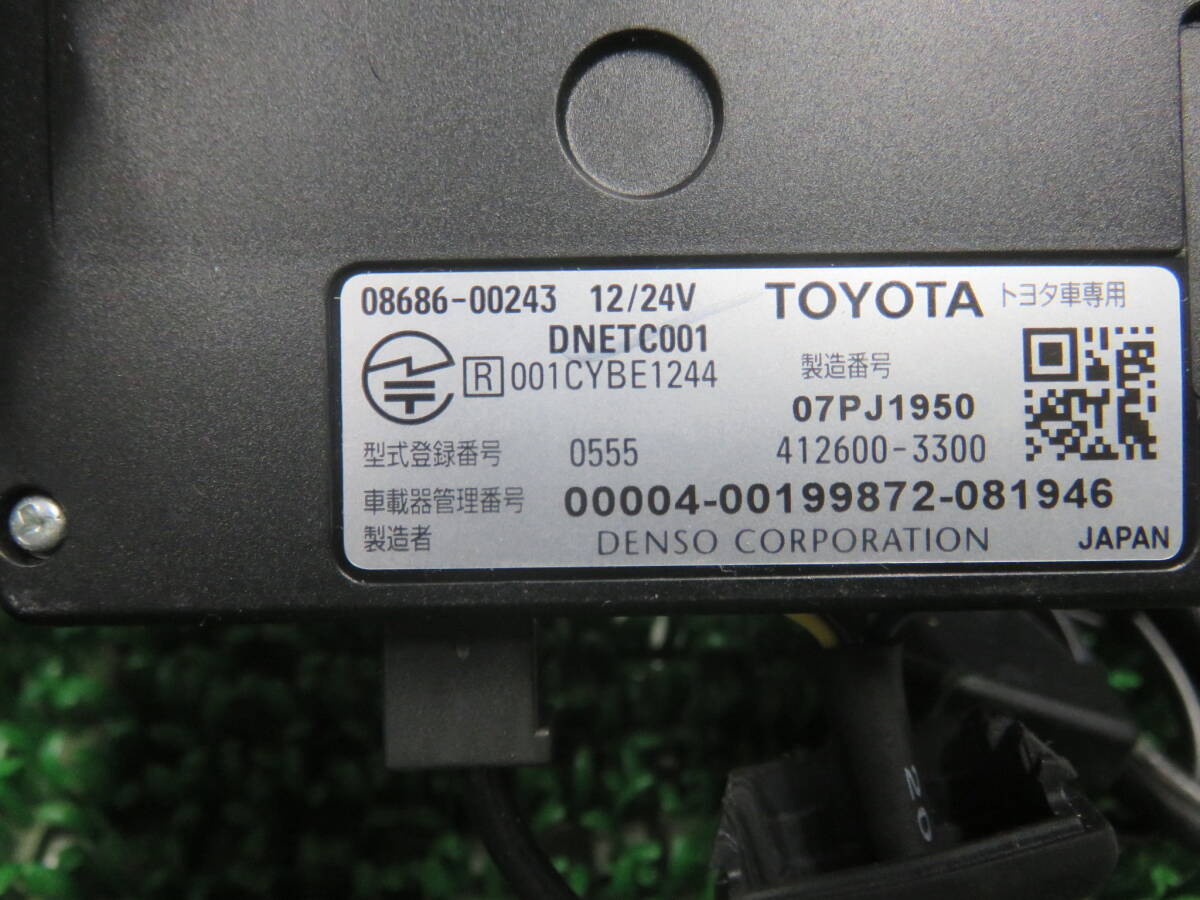 08686-00243 12/24V TOYOTA トヨタ車専用
DNETC001
R 001CYBE1244 製造番号
07PJ1950
型式登録番号 0555 412600-3300
車載器管理番号 00004-00199872-081946
製造者 DENSO CORPORATION JAPAN
20